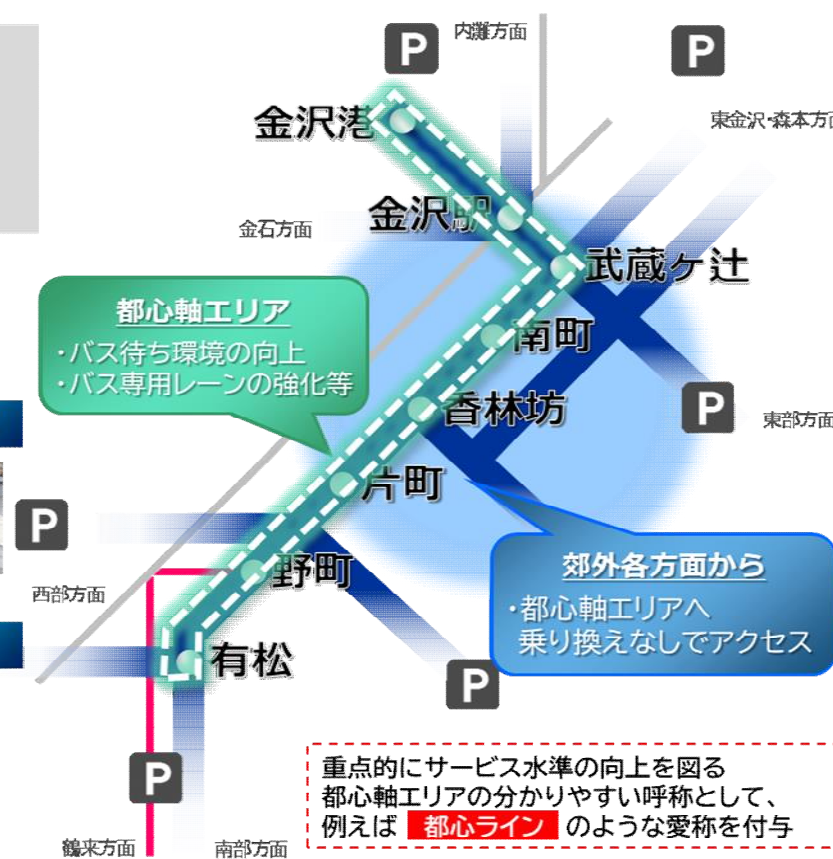 P
内灘方面
P
金沢港
東金沢・森本方面
金沢駅
金石方面
武蔵ケ辻
都心軸エリア
・バス待ち環境の向上
・バス専用レーンの強化等
南町
香林坊
P
東部方面
片町
P
郊外各方面から
・都心軸エリアへ
乗り換えなしでアクセス
野町
西部方面
有松
P
P
重点的にサービス水準の向上を図る
都心軸エリアの分かりやすい呼称として、
例えば 都心ライン のような愛称を付与
鶴来方面
南部方面